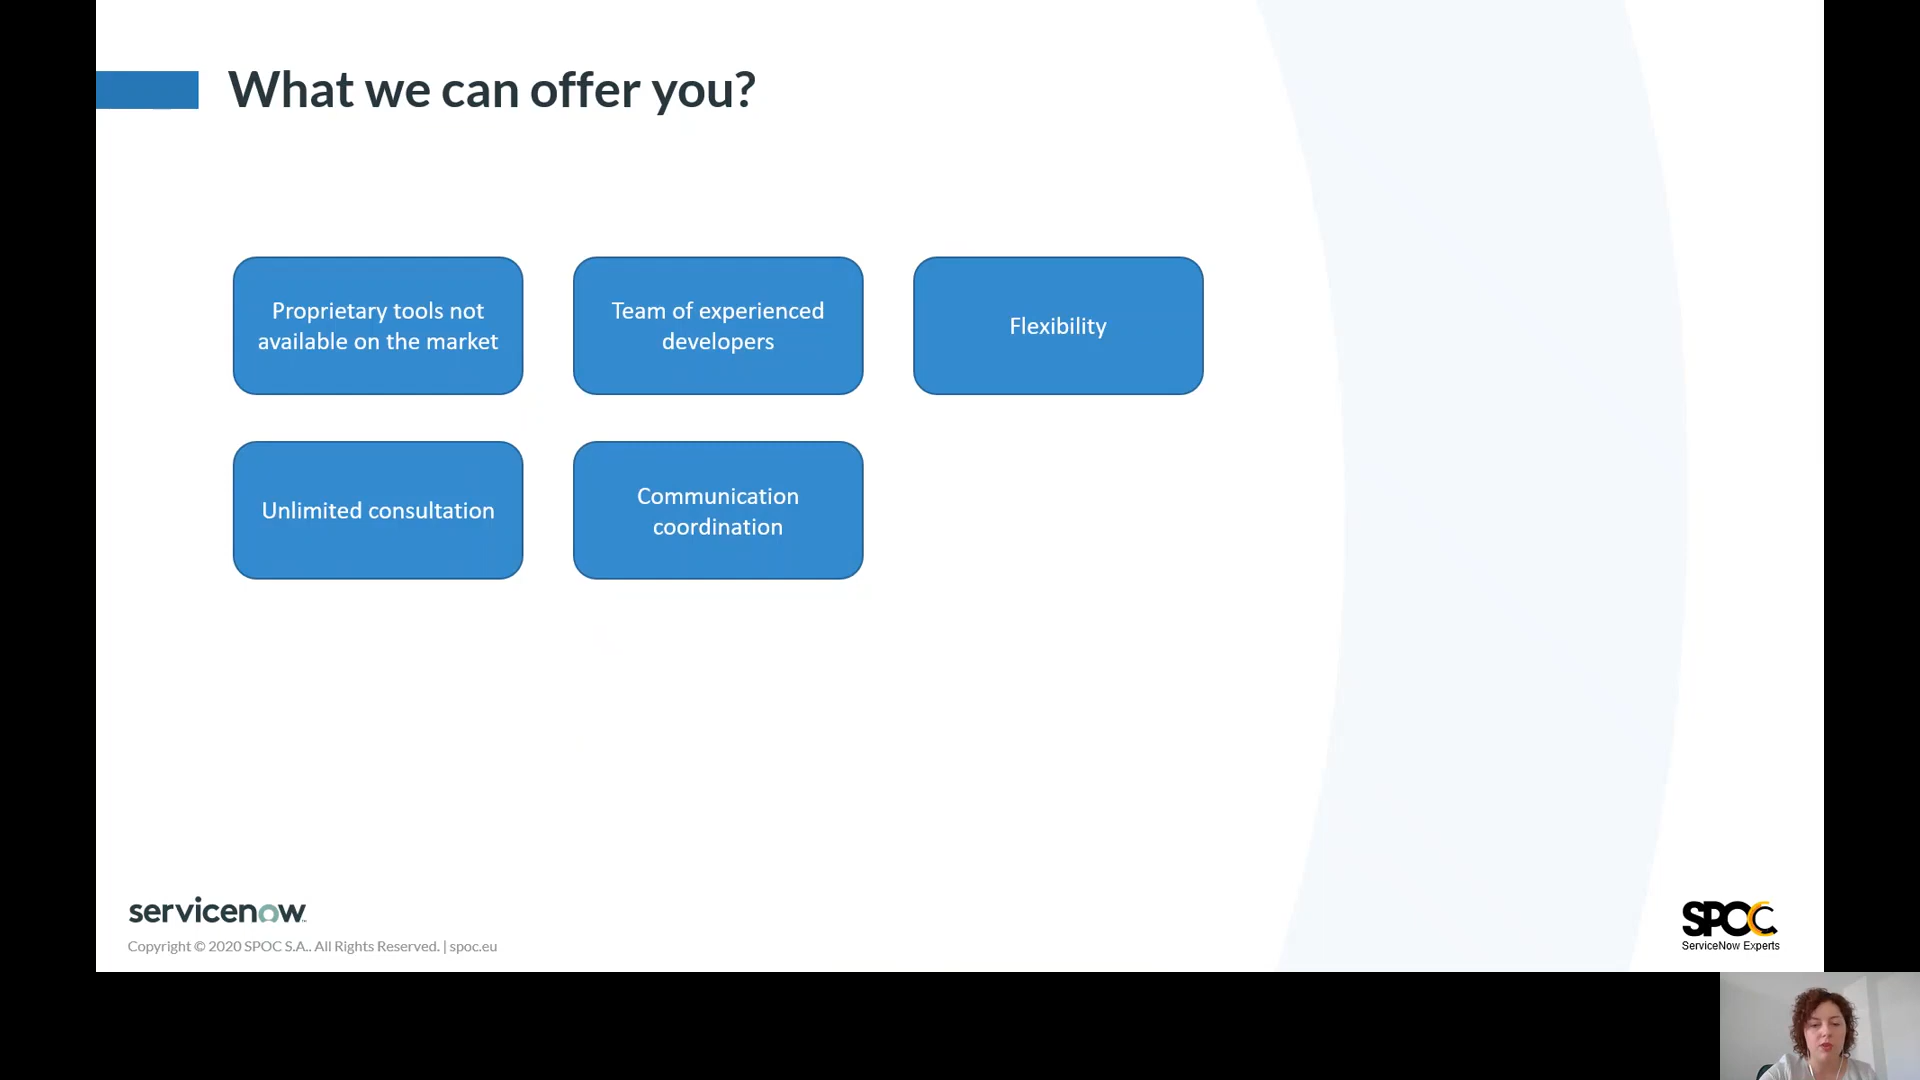 What we can offer you?
Proprietary tools not
available on the market
Team of experienced
developers
Flexibility
Unlimited consultation
Communication
coordination
servicenow
Copyright © 2020 SPOC S.A.. All Rights Reserved. | spoc.eu
SPOC
ServiceNow Experts